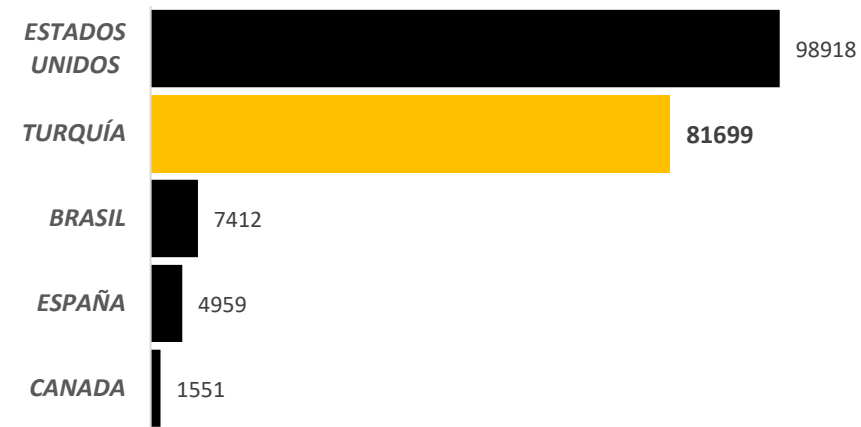 ESTADOS
UNIDOS
98918
TURQUÍA
81699
BRASIL
7412
ESPAÑA
4959
CANADA
1551